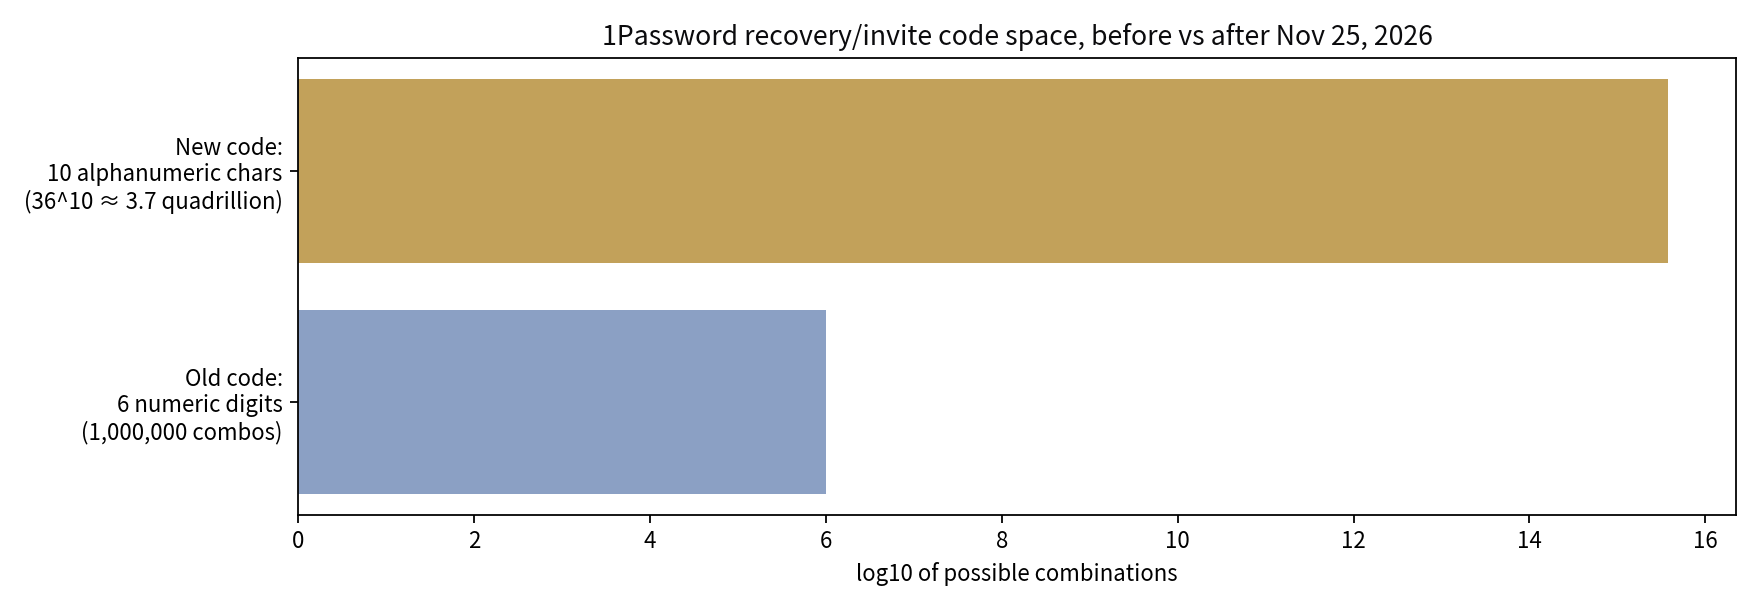 1Password recovery/invite code space, before vs after Nov 25, 2026
New code:
10 alphanumeric chars
(36^10 ≈ 3.7 quadrillion)
Old code:
6 numeric digits
(1,000,000 combos)
0 2 4 6 8 10 12 14 16
log10 of possible combinations